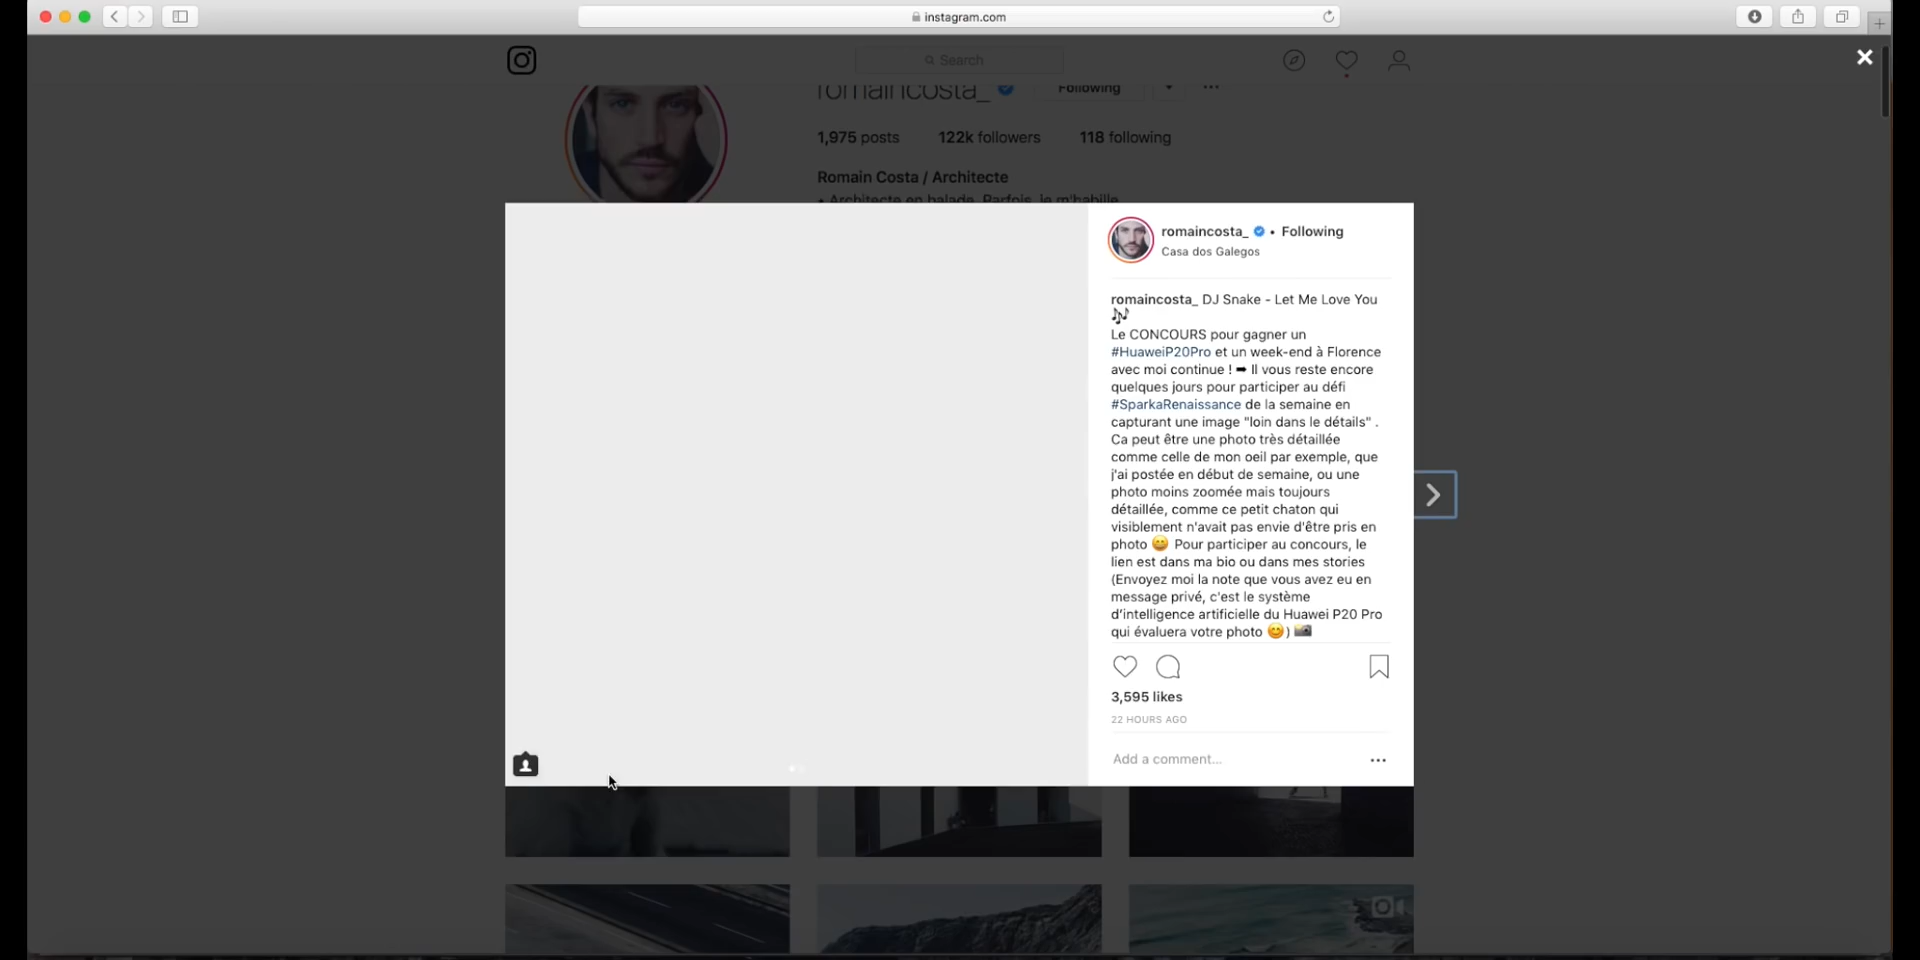 instagram.com
Search
romaincosta_
Following
1,975 posts 122k followers 118 following
Romain Costa / Architecte
• Architecte en balade. Parfois, je m'habille
romaincosta_ • Following
Casa dos Galegos
romaincosta_ DJ Snake - Let Me Love You
🎶
Le CONCOURS pour gagner un
#HuaweiP20Pro et un week-end à Florence
avec moi continue ! ➡ Il vous reste encore
quelques jours pour participer au défi
#SparkaRenaissance de la semaine en
capturant une image "loin dans le détails" .
Ca peut être une photo très détaillée
comme celle de mon oeil par exemple, que
j'ai postée en début de semaine, ou une
photo moins zoomée mais toujours
détaillée, comme ce petit chaton qui
visiblement n'avait pas envie d'être pris en
photo 😄 Pour participer au concours, le
lien est dans ma bio ou dans mes stories
(Envoyez moi la note que vous avez eu en
message privé, c'est le système
d'intelligence artificielle du Huawei P20 Pro
qui évaluera votre photo 😊) 📸
3,595 likes
22 HOURS AGO
Add a comment...